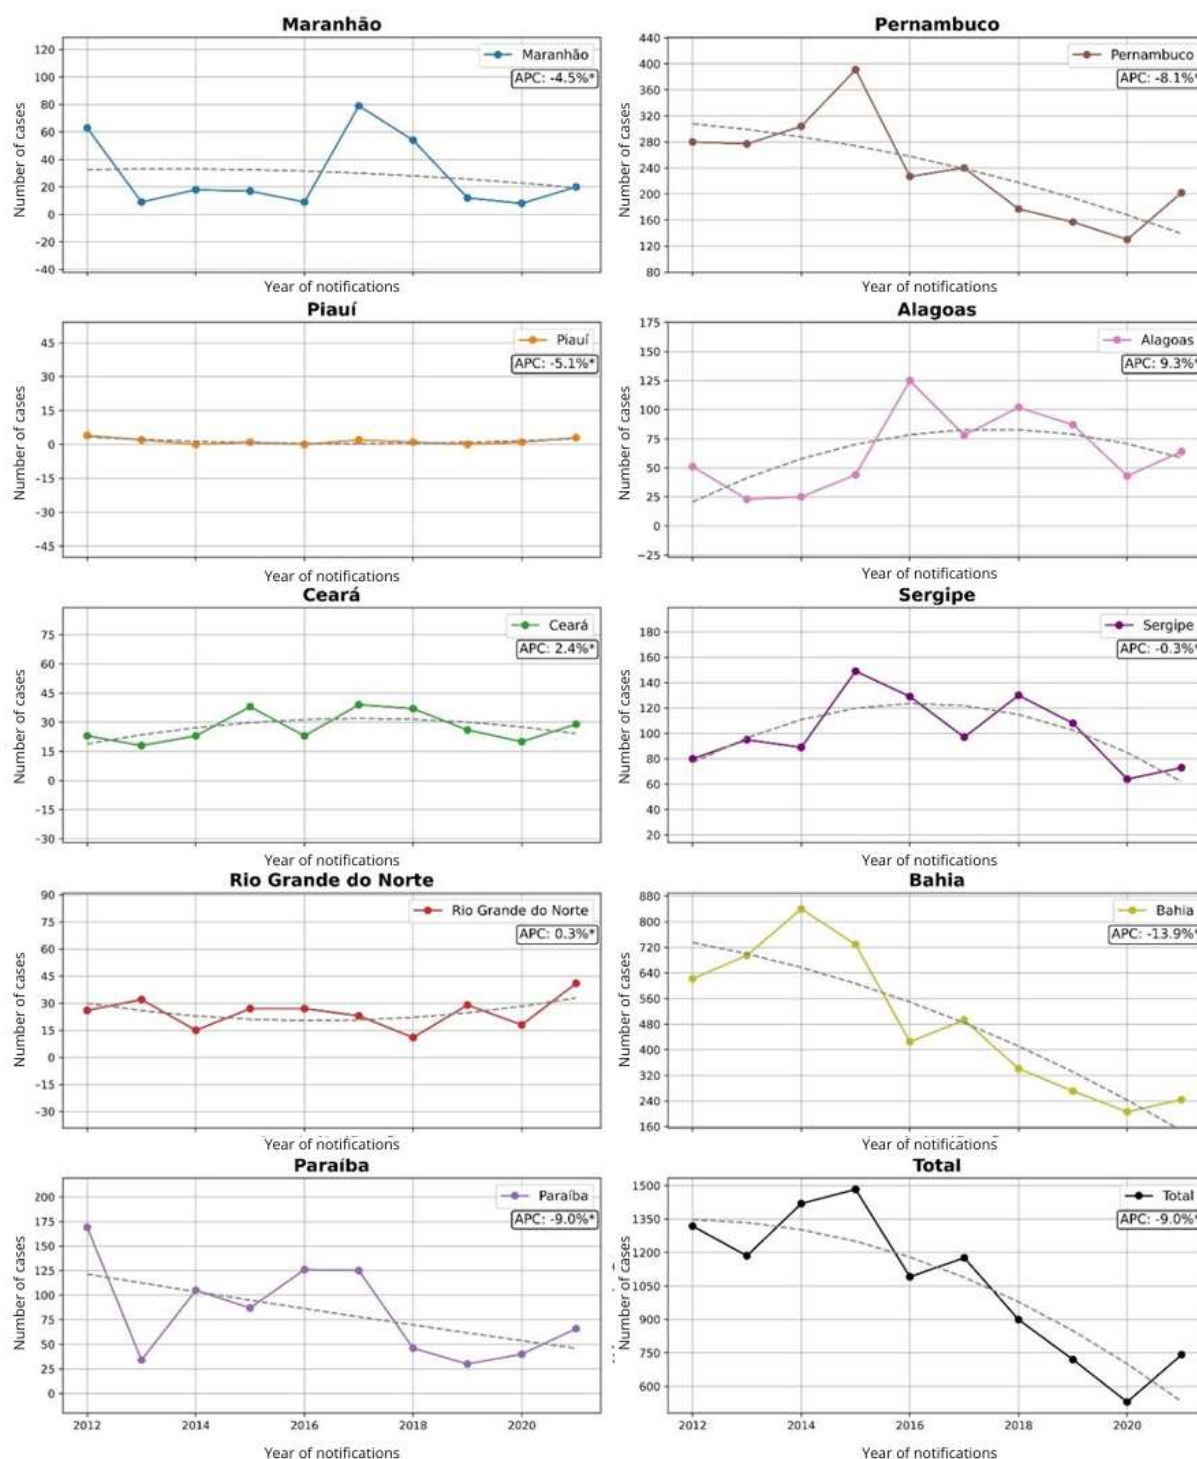 Maranhão
Number of cases
120
100
80
60
40
20
0
−20
−40
Maranhão
APC: -4.5%*
Year of notifications
Pernambuco
Number of cases
440
400
360
320
280
240
200
160
120
80
Pernambuco
APC: -8.1%*
Year of notifications
Piauí
Number of cases
45
30
15
0
−15
−30
−45
Piauí
APC: -5.1%*
Year of notifications
Alagoas
Number of cases
175
150
125
100
75
50
25
0
−25
Alagoas
APC: 9.3%*
Year of notifications
Ceará
Number of cases
75
60
45
30
15
0
−15
−30
Ceará
APC: 2.4%*
Year of notifications
Sergipe
Number of cases
180
160
140
120
100
80
60
40
20
Sergipe
APC: -0.3%*
Year of notifications
Rio Grande do Norte
Number of cases
90
75
60
45
30
15
0
−15
−30
Rio Grande do Norte
APC: 0.3%*
Year of notifications
Bahia
Number of cases
880
800
720
640
560
480
400
320
240
160
Bahia
APC: -13.9%*
Year of notifications
Paraíba
Number of cases
200
175
150
125
100
75
50
25
0
Paraíba
APC: -9.0%*
2012 2014 2016 2018 2020
Year of notifications
Total
Number of cases
1500
1350
1200
1050
900
750
600
Total
APC: -9.0%*
2012 2014 2016 2018 2020
Year of notifications